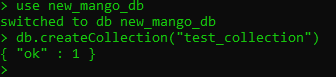 > use new_mango_db
switched to db new_mango_db
> db.createCollection("test_collection")
{ "ok" : 1 }
>